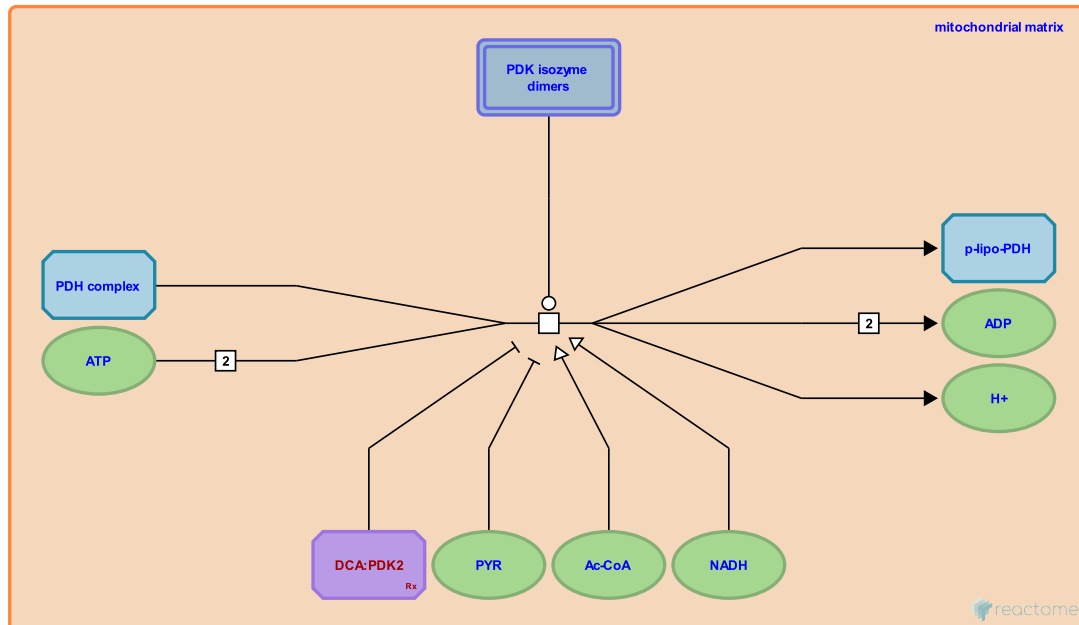 mitochondrial matrix
PDK isozyme
dimers
p-lipo-PDH
PDH complex
2
ADP
ATP
2
H+
DCA:PDK2
Rx
PYR
Ac-CoA
NADH
reactome